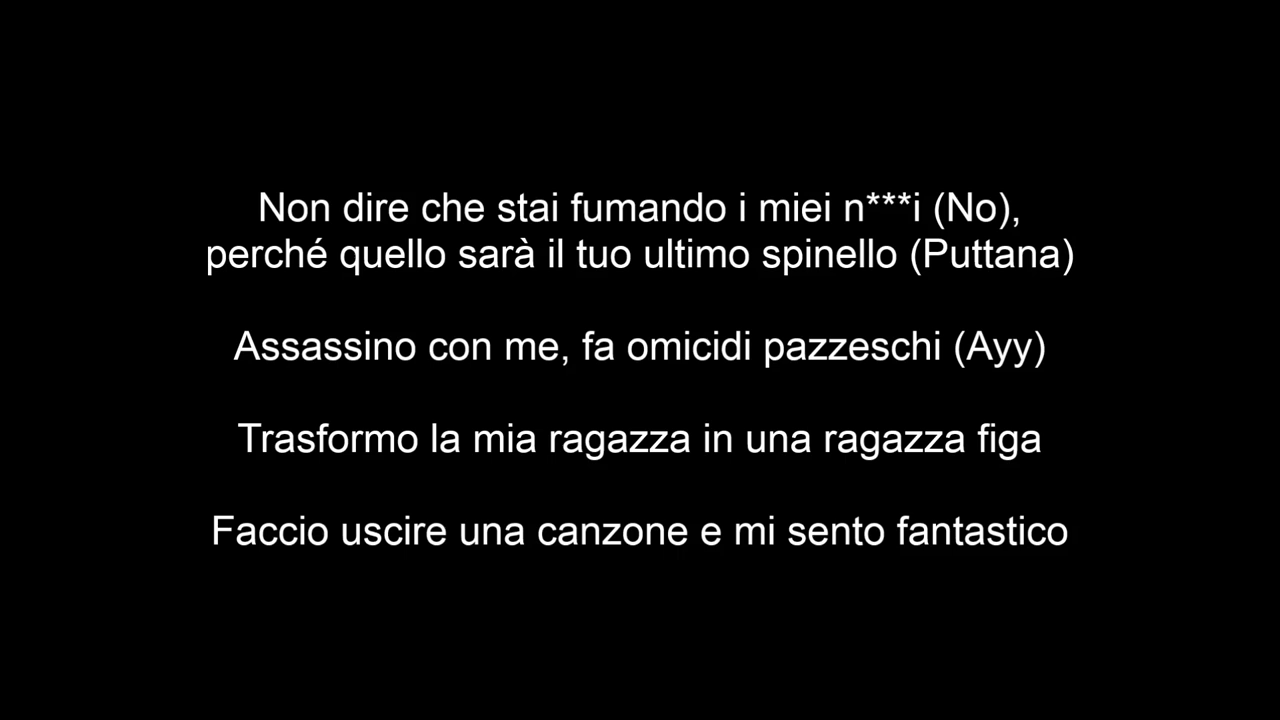 Non dire che stai fumando i miei n***i (No),
perché quello sarà il tuo ultimo spinello (Puttana)
Assassino con me, fa omicidi pazzeschi (Ayy)
Trasformo la mia ragazza in una ragazza figa
Faccio uscire una canzone e mi sento fantastico